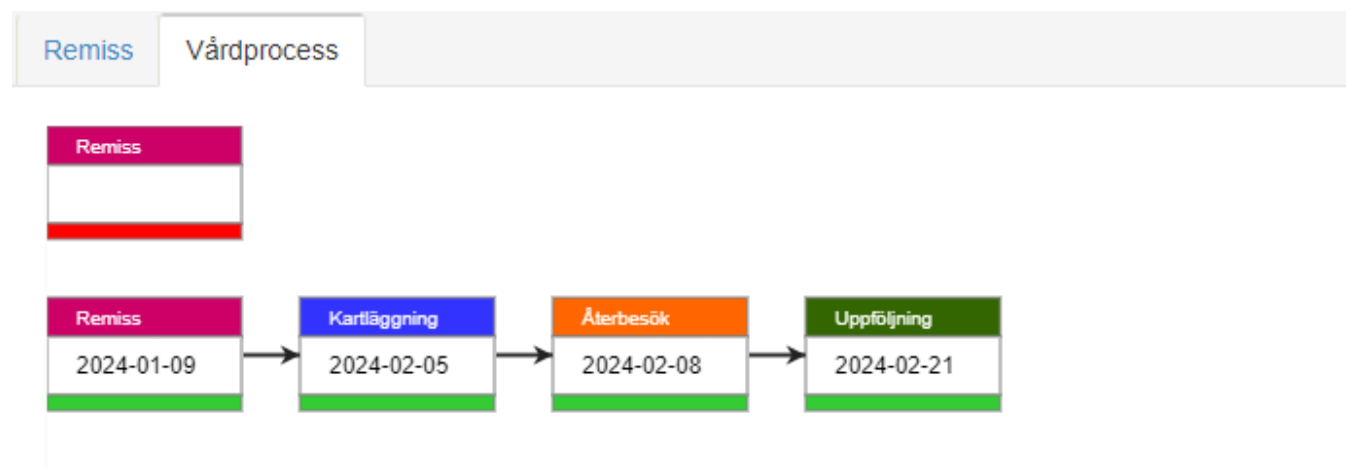 Remiss Vårdprocess
Remiss
Remiss Kartläggning Återbesök Uppföljning
2024-01-09 2024-02-05 2024-02-08 2024-02-21